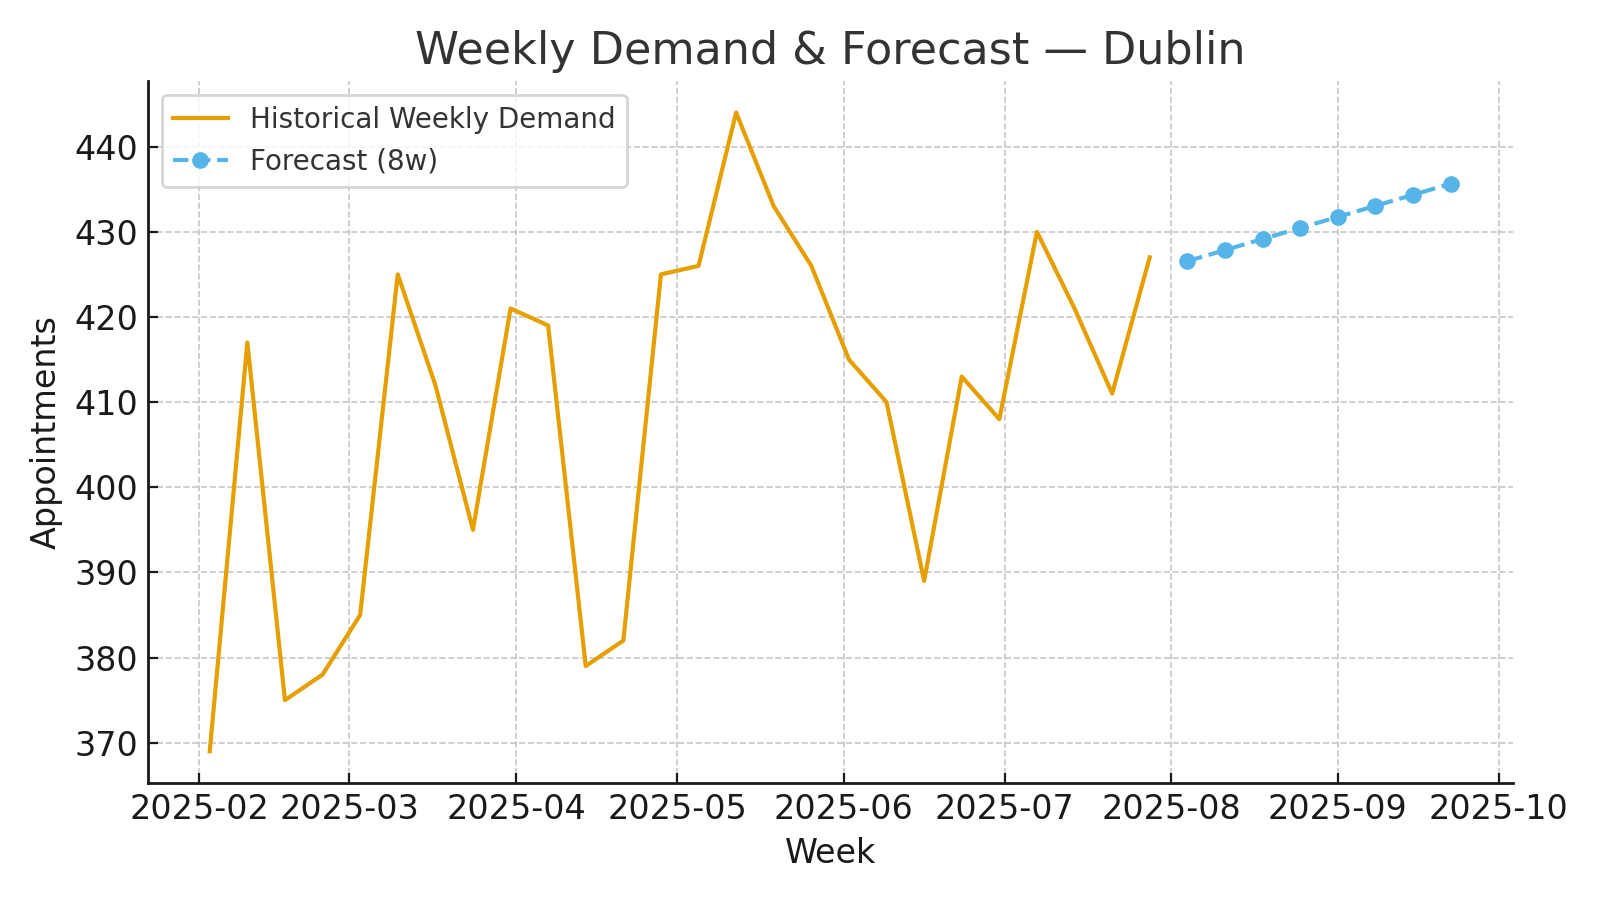 Weekly Demand & Forecast — Dublin
Historical Weekly Demand
Forecast (8w)
440
430
420
410
400
390
380
370
Appointments
2025-02 2025-03 2025-04 2025-05 2025-06 2025-07 2025-08 2025-09 2025-10
Week